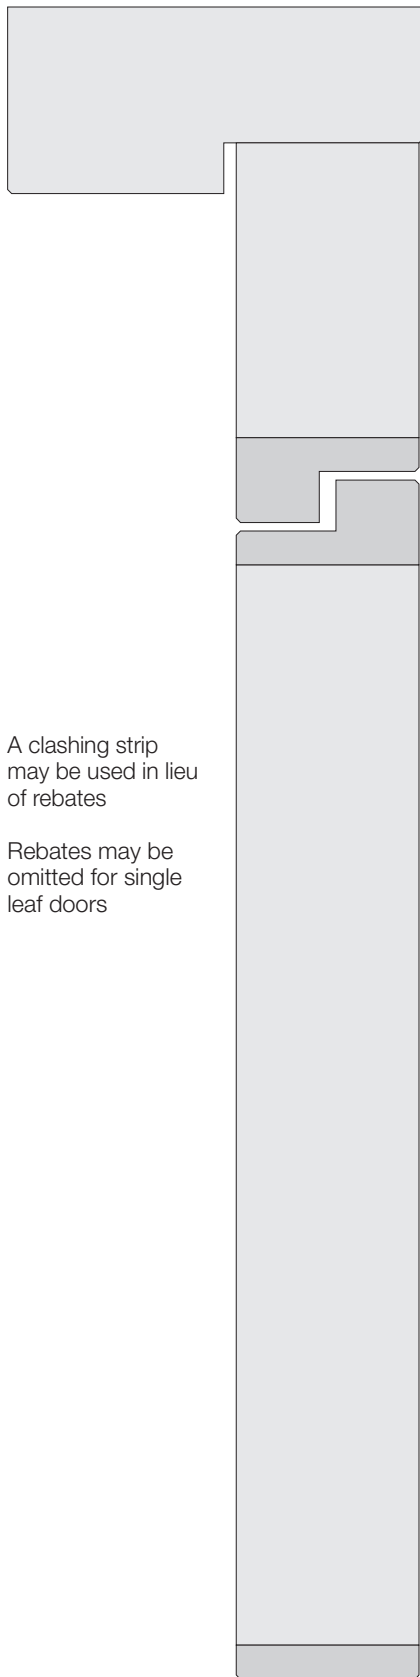 A clashing strip
may be used in lieu
of rebates
Rebates may be
omitted for single
leaf doors